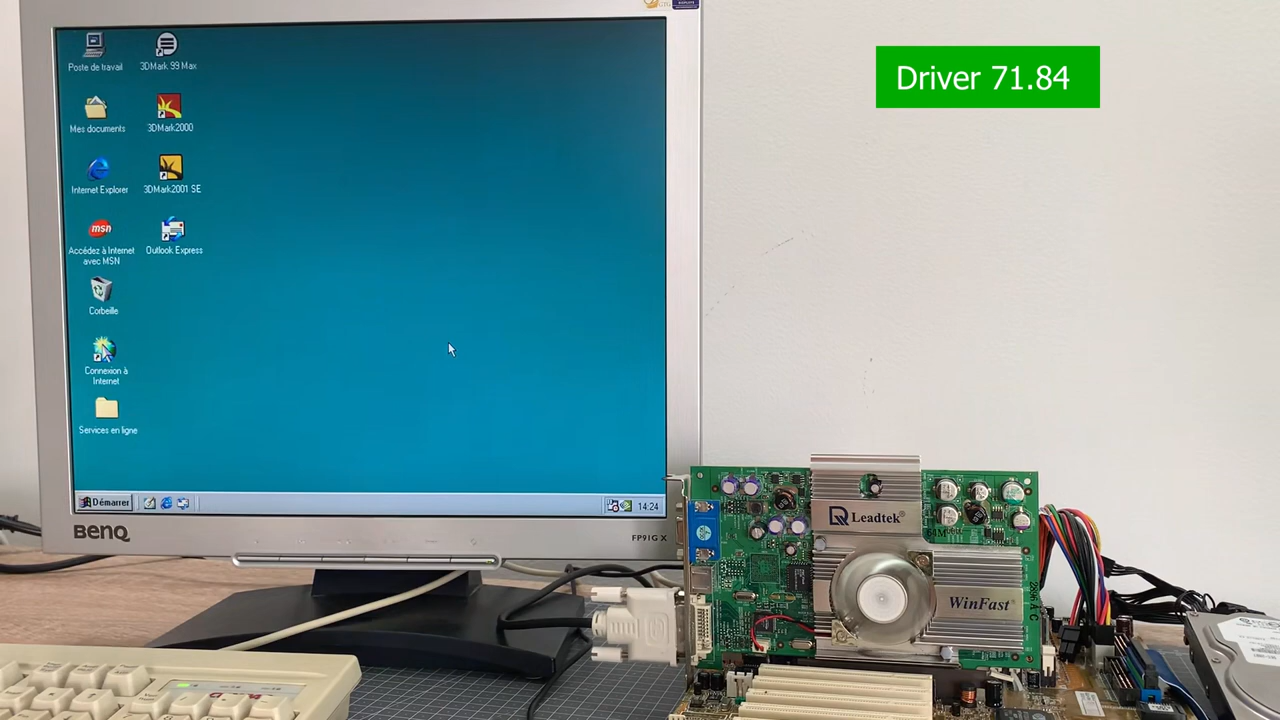 Driver 71.84
Poste de travail
3DMark 99 Max
Mes documents
3DMark2000
Internet Explorer
3DMark2001 SE
msn
Accédez à Internet
avec MSN
Outlook Express
Corbeille
Connexion à
Internet
Services en ligne
Démarrer
14:24
BENQ
FP91G X
Leadtek®
WinFast®